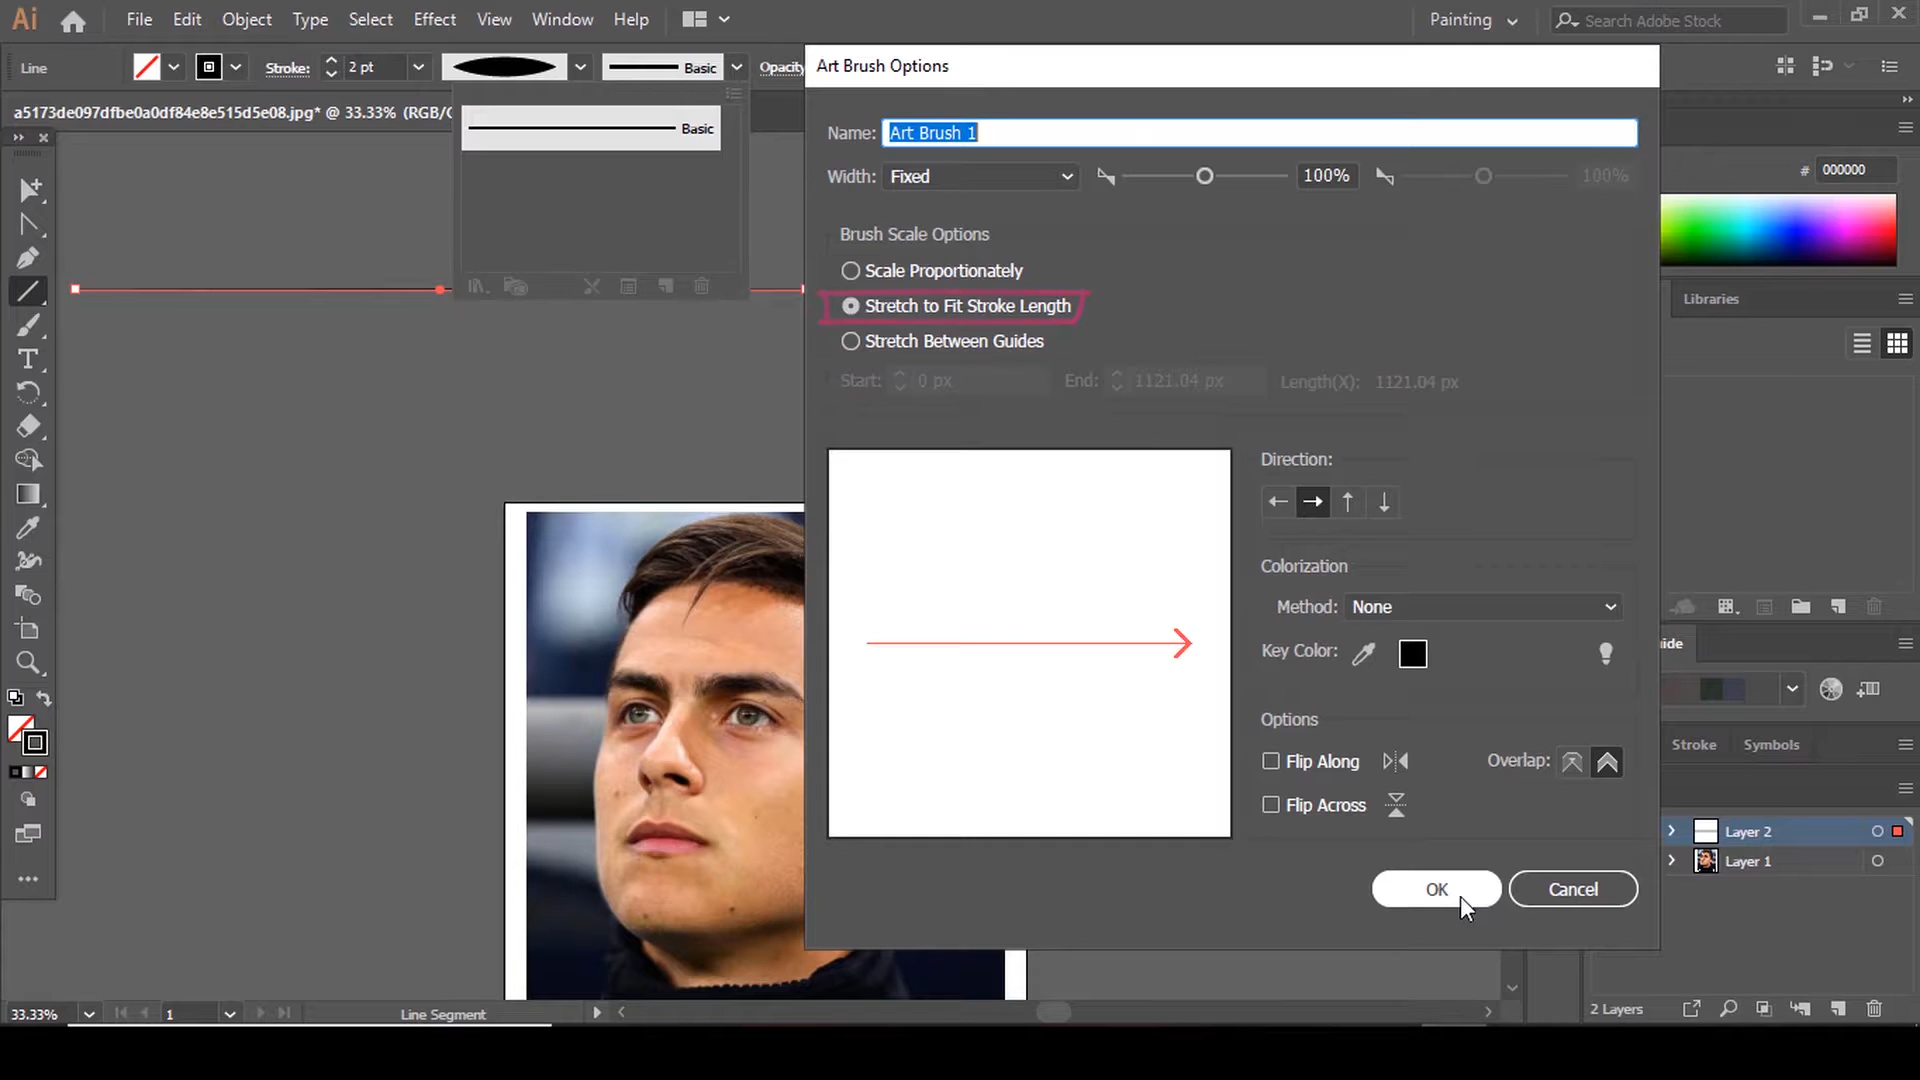 Ai File Edit Object Type Select Effect View Window Help Painting Search Adobe Stock
Line Stroke: 2 pt Basic Opacity
Art Brush Options
a5173de097dfbe0a0df84e8e515d5e08.jpg* @ 33.33% (RGB/
Basic
Name: Art Brush 1
Width: Fixed 100% 100%
# 000000
Brush Scale Options
Scale Proportionately
Stretch to Fit Stroke Length
Stretch Between Guides
Start: 0 px End: 1121.04 px Length(X): 1121.04 px
Libraries
Direction:
Colorization
Method: None
Key Color:
Options
Flip Along Overlap:
Flip Across
OK Cancel
ide
Stroke Symbols
Layer 2
Layer 1
33.33% 1 Line Segment 2 Layers